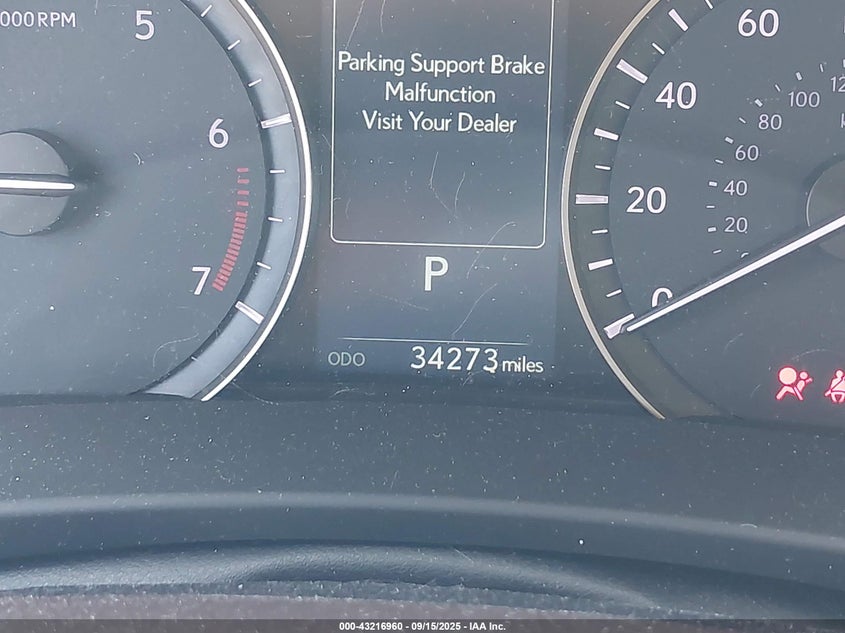 000RPM
5
6
7
Parking Support Brake
Malfunction
Visit Your Dealer
P
ODO 34273 miles
60
40
20
0
100
80
60
40
20
000-43216960 - 09/15/2025 - IAA Inc.